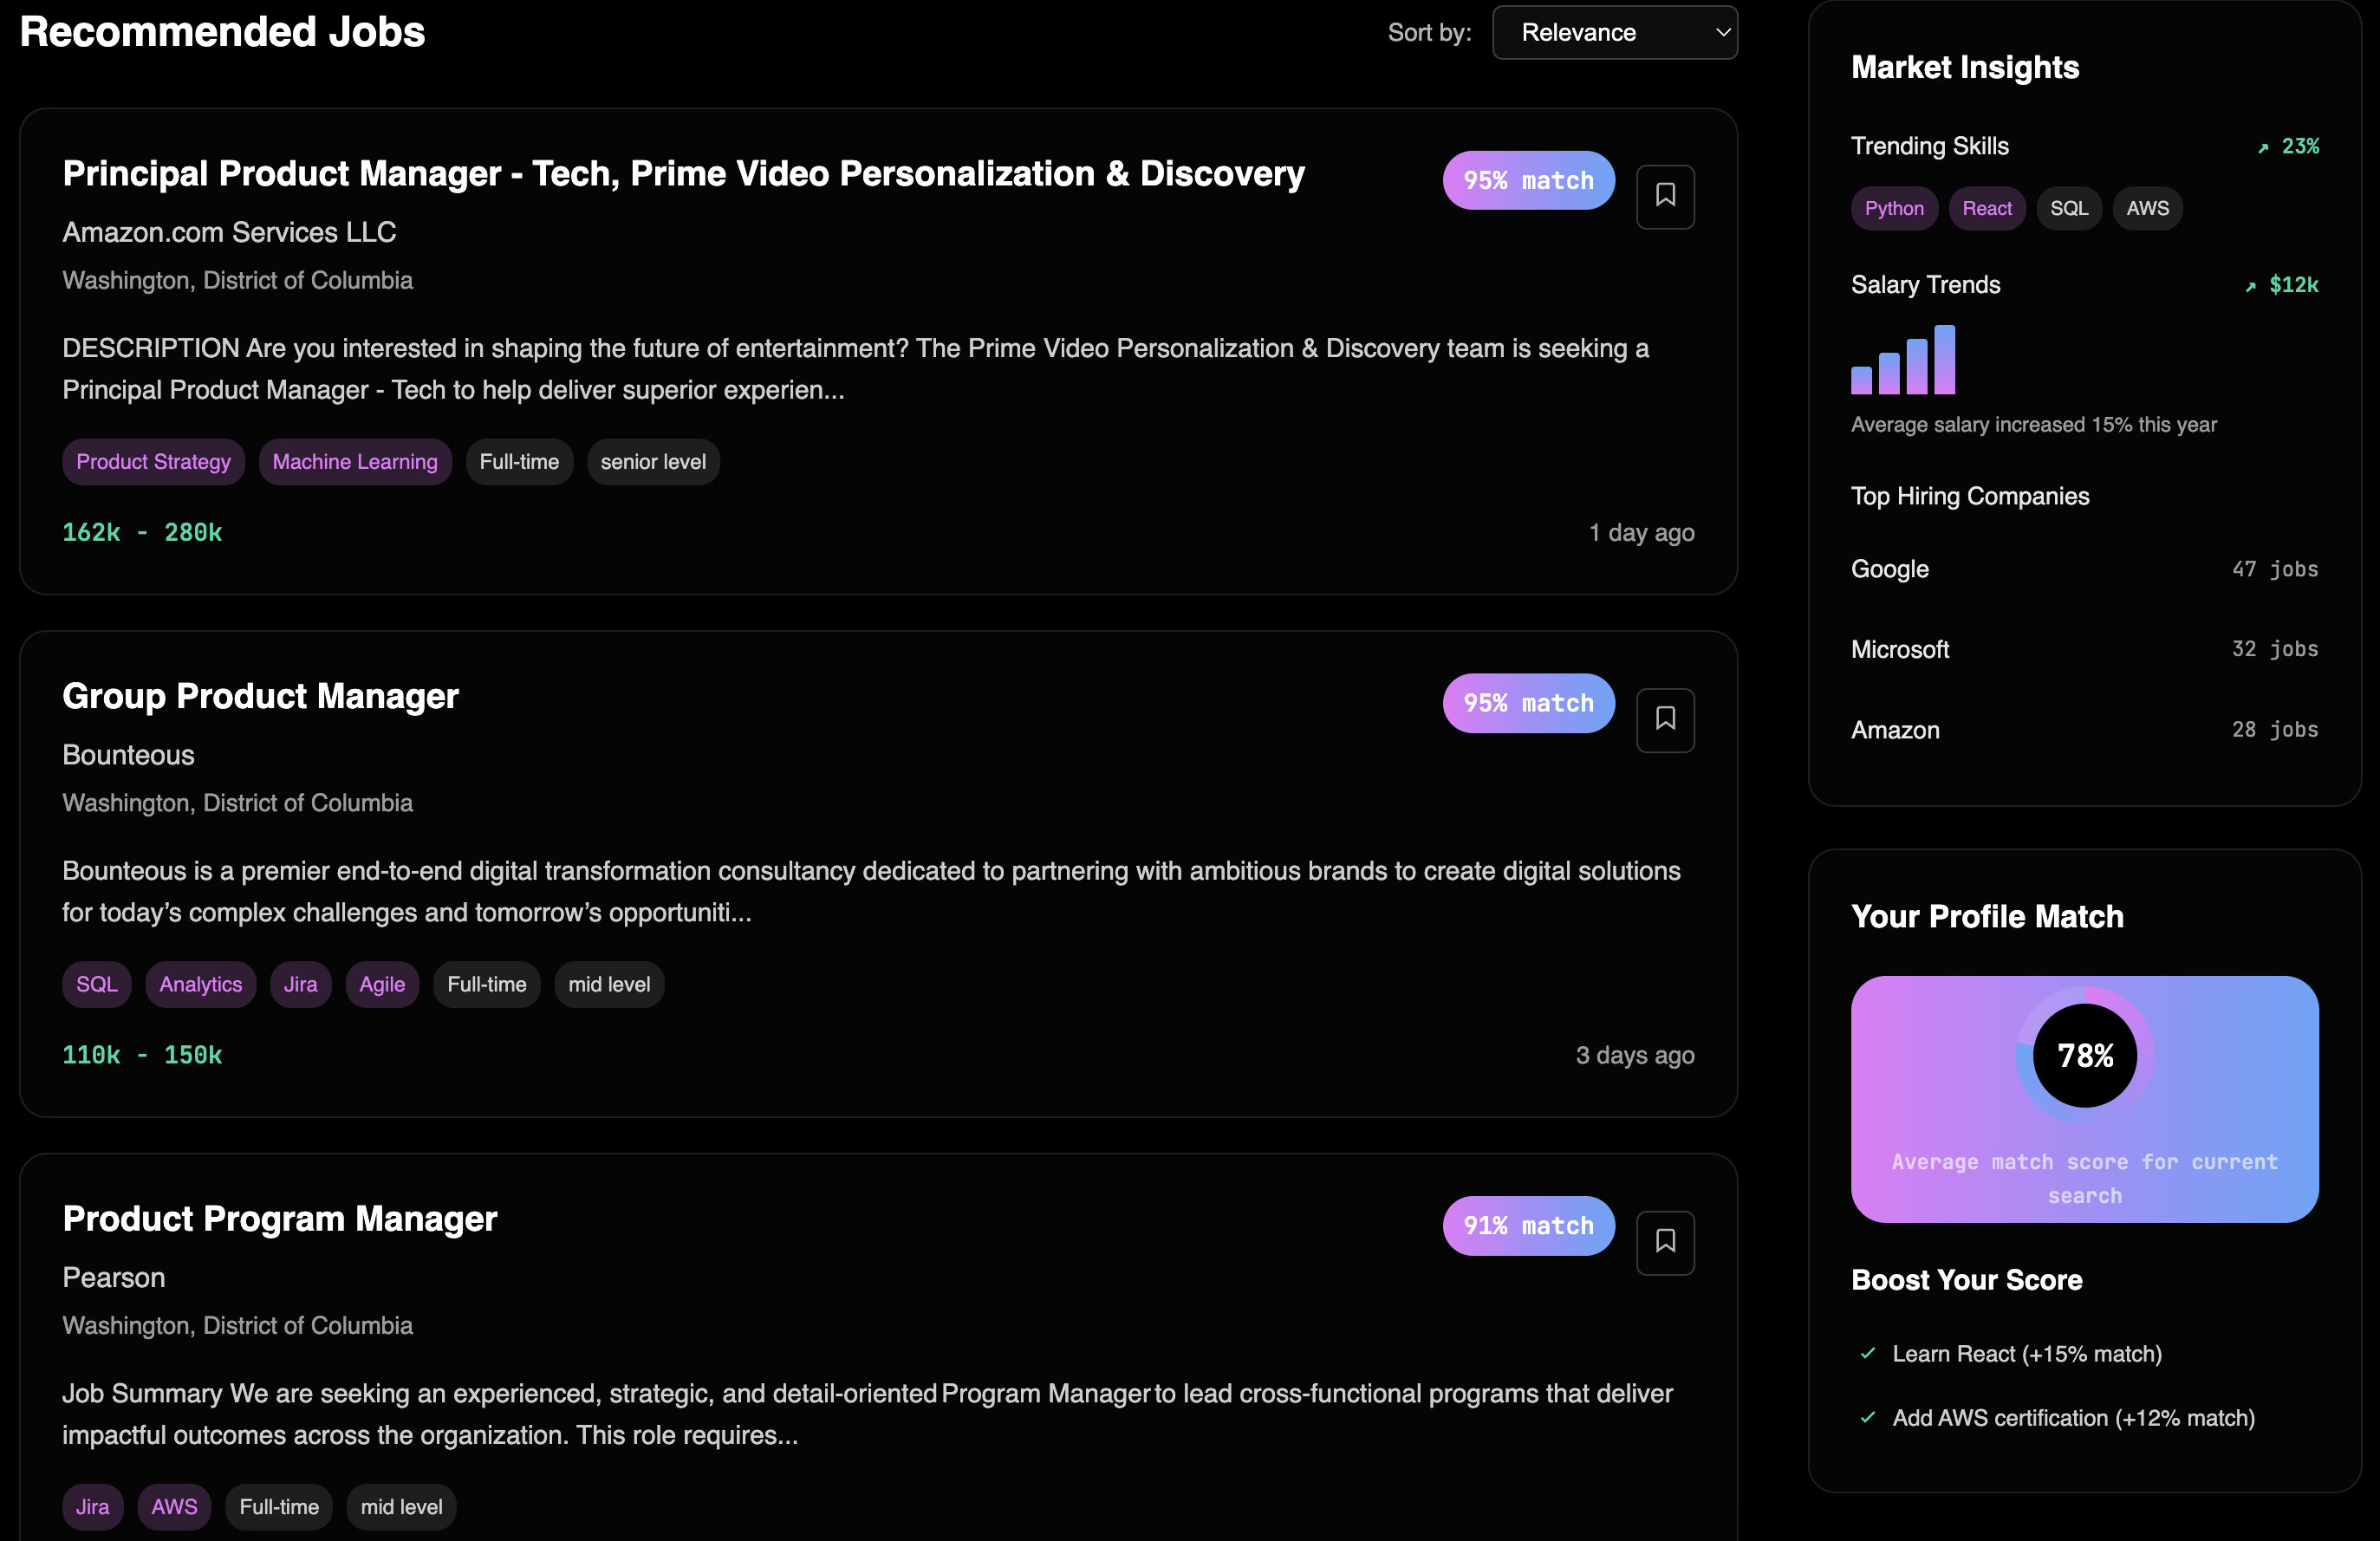 Recommended Jobs
Sort by:
Relevance
Principal Product Manager - Tech, Prime Video Personalization & Discovery
95% match
Amazon.com Services LLC
Washington, District of Columbia
DESCRIPTION Are you interested in shaping the future of entertainment? The Prime Video Personalization & Discovery team is seeking a
Principal Product Manager - Tech to help deliver superior experien...
Product Strategy
Machine Learning
Full-time
senior level
162k - 280k
1 day ago
Group Product Manager
95% match
Bounteous
Washington, District of Columbia
Bounteous is a premier end-to-end digital transformation consultancy dedicated to partnering with ambitious brands to create digital solutions
for today’s complex challenges and tomorrow’s opportuniti...
SQL
Analytics
Jira
Agile
Full-time
mid level
110k - 150k
3 days ago
Product Program Manager
91% match
Pearson
Washington, District of Columbia
Job Summary We are seeking an experienced, strategic, and detail-oriented Program Manager to lead cross-functional programs that deliver
impactful outcomes across the organization. This role requires...
Jira
AWS
Full-time
mid level
Market Insights
Trending Skills
↗ 23%
Python
React
SQL
AWS
Salary Trends
↗ $12k
Average salary increased 15% this year
Top Hiring Companies
Google
47 jobs
Microsoft
32 jobs
Amazon
28 jobs
Your Profile Match
78%
Average match score for current
search
Boost Your Score
✓ Learn React (+15% match)
✓ Add AWS certification (+12% match)